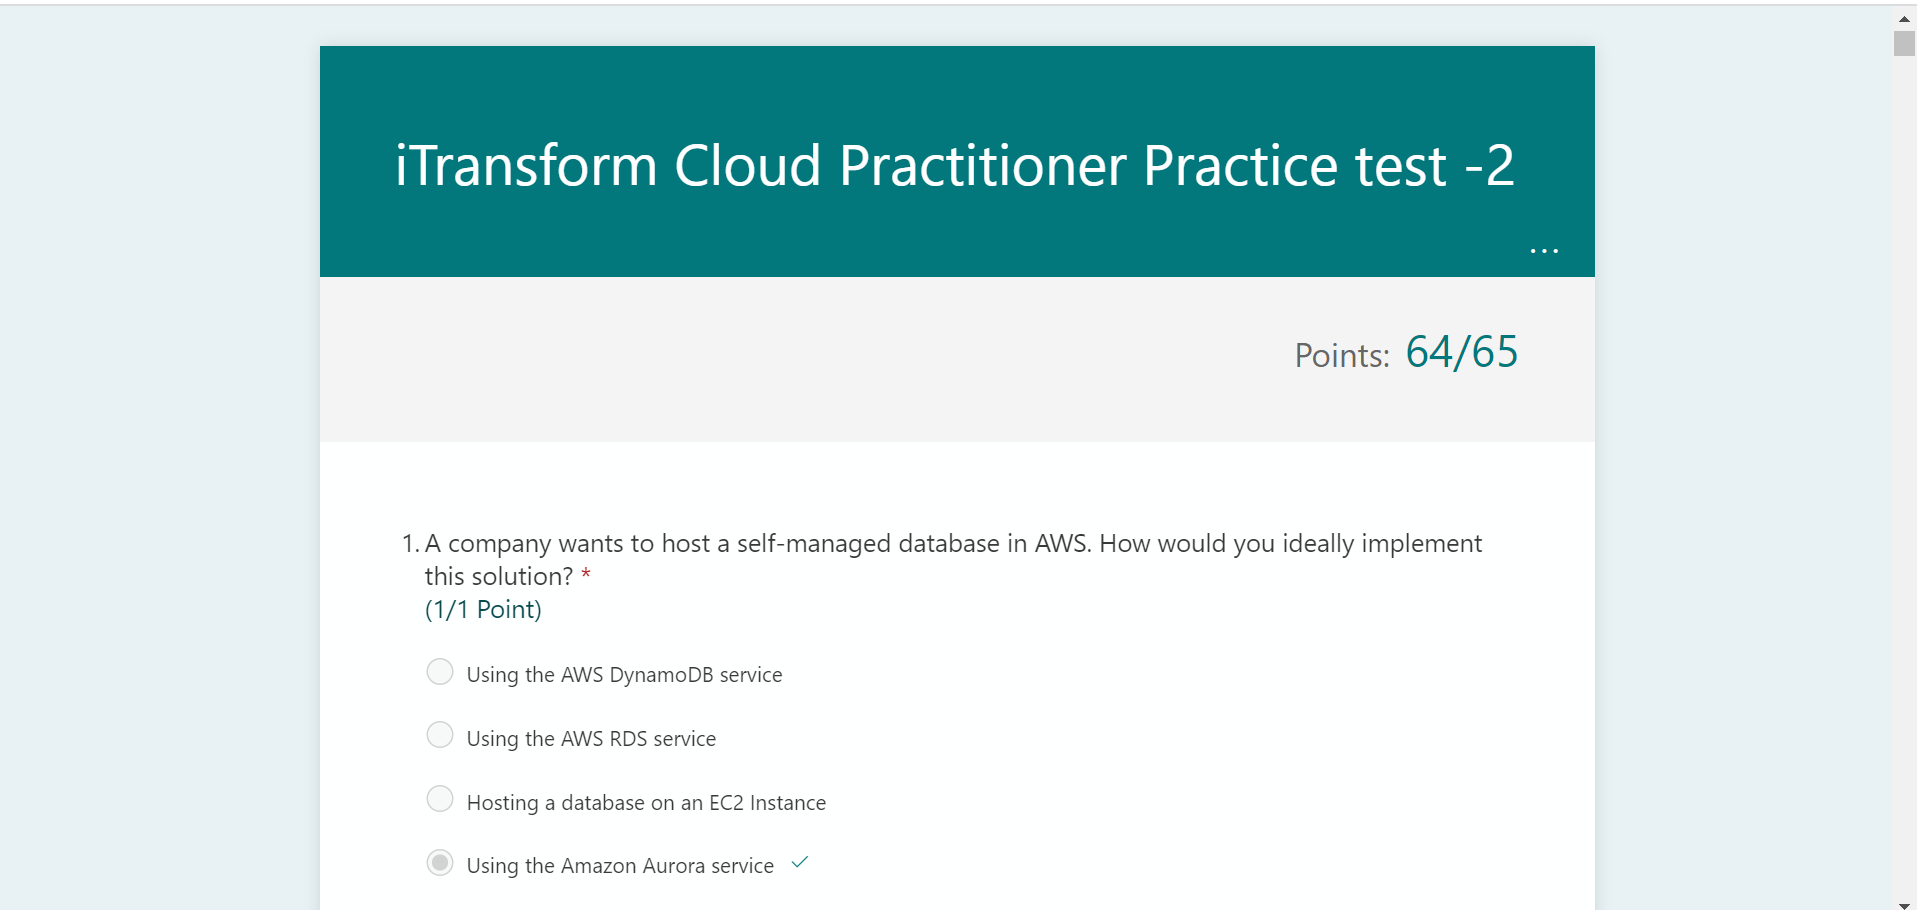 iTransform Cloud Practitioner Practice test -2
...
Points: 64/65
1. A company wants to host a self-managed database in AWS. How would you ideally implement
this solution? *
(1/1 Point)
Using the AWS DynamoDB service
Using the AWS RDS service
Hosting a database on an EC2 Instance
Using the Amazon Aurora service